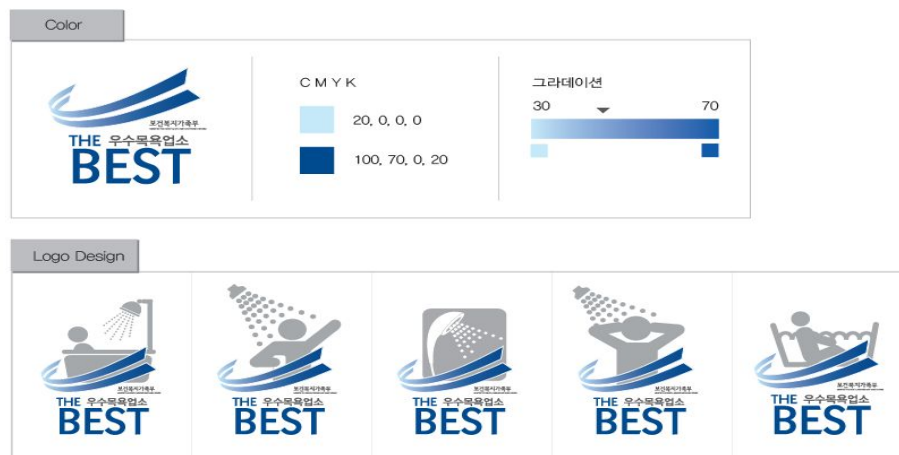 Color
보건복지가족부
THE 우수목욕업소
BEST
C M Y K
20, 0, 0, 0
100, 70, 0, 20
그라데이션
30 70
Logo Design
보건복지가족부
THE 우수목욕업소
BEST
보건복지가족부
THE 우수목욕업소
BEST
보건복지가족부
THE 우수목욕업소
BEST
보건복지가족부
THE 우수목욕업소
BEST
보건복지가족부
THE 우수목욕업소
BEST